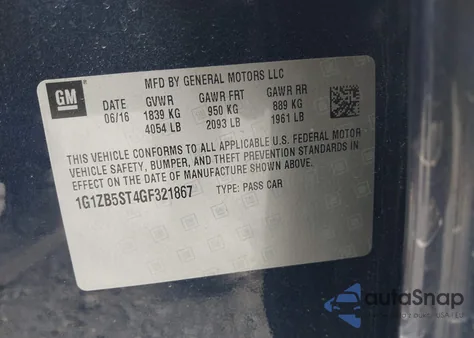 GM
MFD BY GENERAL MOTORS LLC
DATE GVWR GAWR FRT GAWR RR
06/16 1839 KG 950 KG 889 KG
4054 LB 2093 LB 1961 LB
THIS VEHICLE CONFORMS TO ALL APPLICABLE U.S. FEDERAL MOTOR
VEHICLE SAFETY, BUMPER, AND THEFT PREVENTION STANDARDS IN
EFFECT ON THE DATE OF MANUFACTURE SHOWN ABOVE.
1G1ZB5ST4GF321867 TYPE: PASS CAR
autoSnap